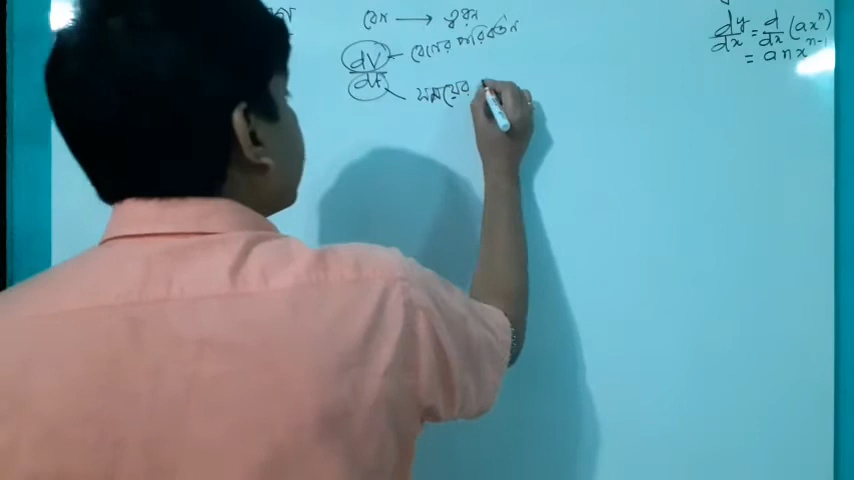 বেগ → ত্বরণ
dv/dt বেগের পরিবর্তন
সময়ের
dy/dx = d/dx (axⁿ)
= anxⁿ⁻¹